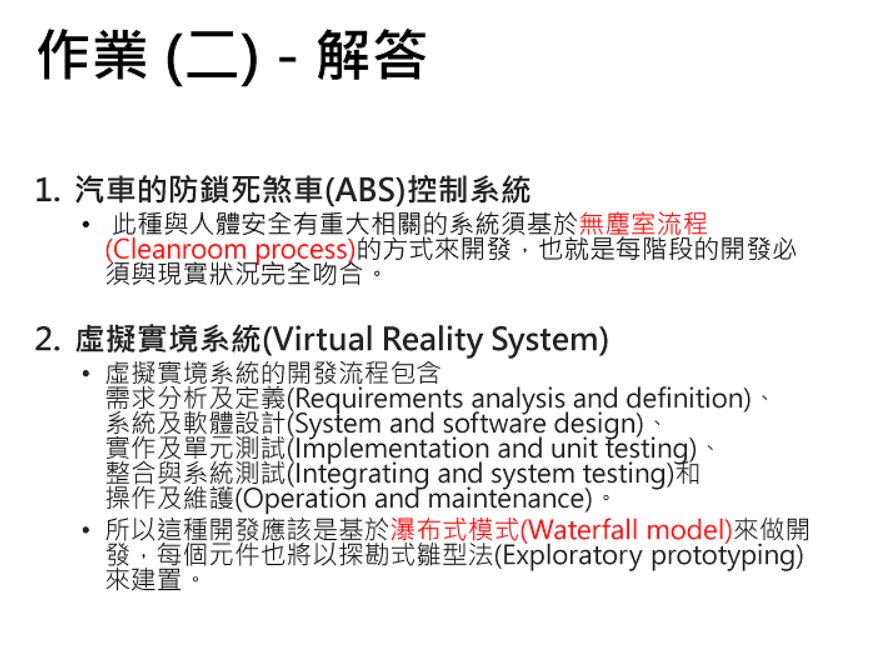 作業 (二) - 解答
1. 汽車的防鎖死煞車(ABS)控制系統
• 此種與人體安全有重大相關的系統須基於無塵室流程
(Cleanroom process)的方式來開發，也就是每階段的開發必
須與現實狀況完全吻合。
2. 虛擬實境系統(Virtual Reality System)
• 虛擬實境系統的開發流程包含
需求分析及定義(Requirements analysis and definition)、
系統及軟體設計(System and software design)、
實作及單元測試(Implementation and unit testing)、
整合與系統測試(Integrating and system testing)和
操作及維護(Operation and maintenance)。
• 所以這種開發應該是基於瀑布式模式(Waterfall model)來做開
發，每個元件也將以探勘式雛型法(Exploratory prototyping)
來建置。